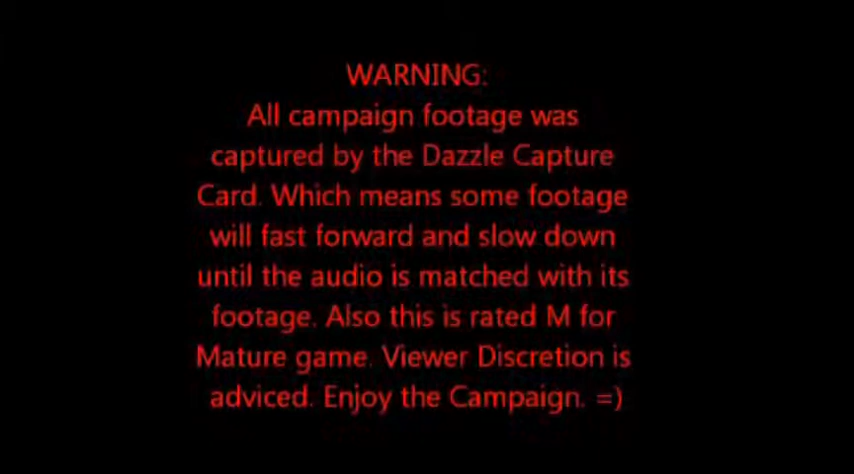 WARNING:
All campaign footage was
captured by the Dazzle Capture
Card. Which means some footage
will fast forward and slow down
until the audio is matched with its
footage. Also this is rated M for
Mature game. Viewer Discretion is
adviced. Enjoy the Campaign. =)